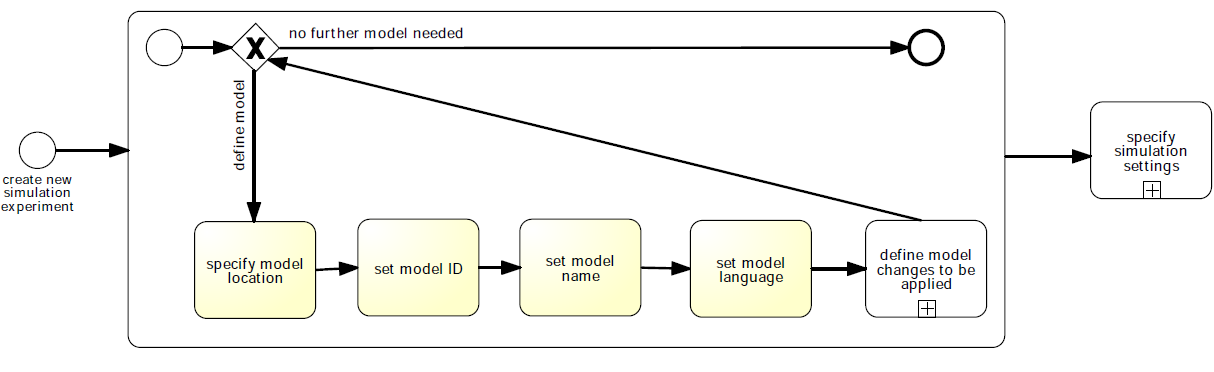 no further model needed
define model
create new
simulation
experiment
specify model
location
set model ID
set model
name
set model
language
define model
changes to be
applied
specify
simulation
settings